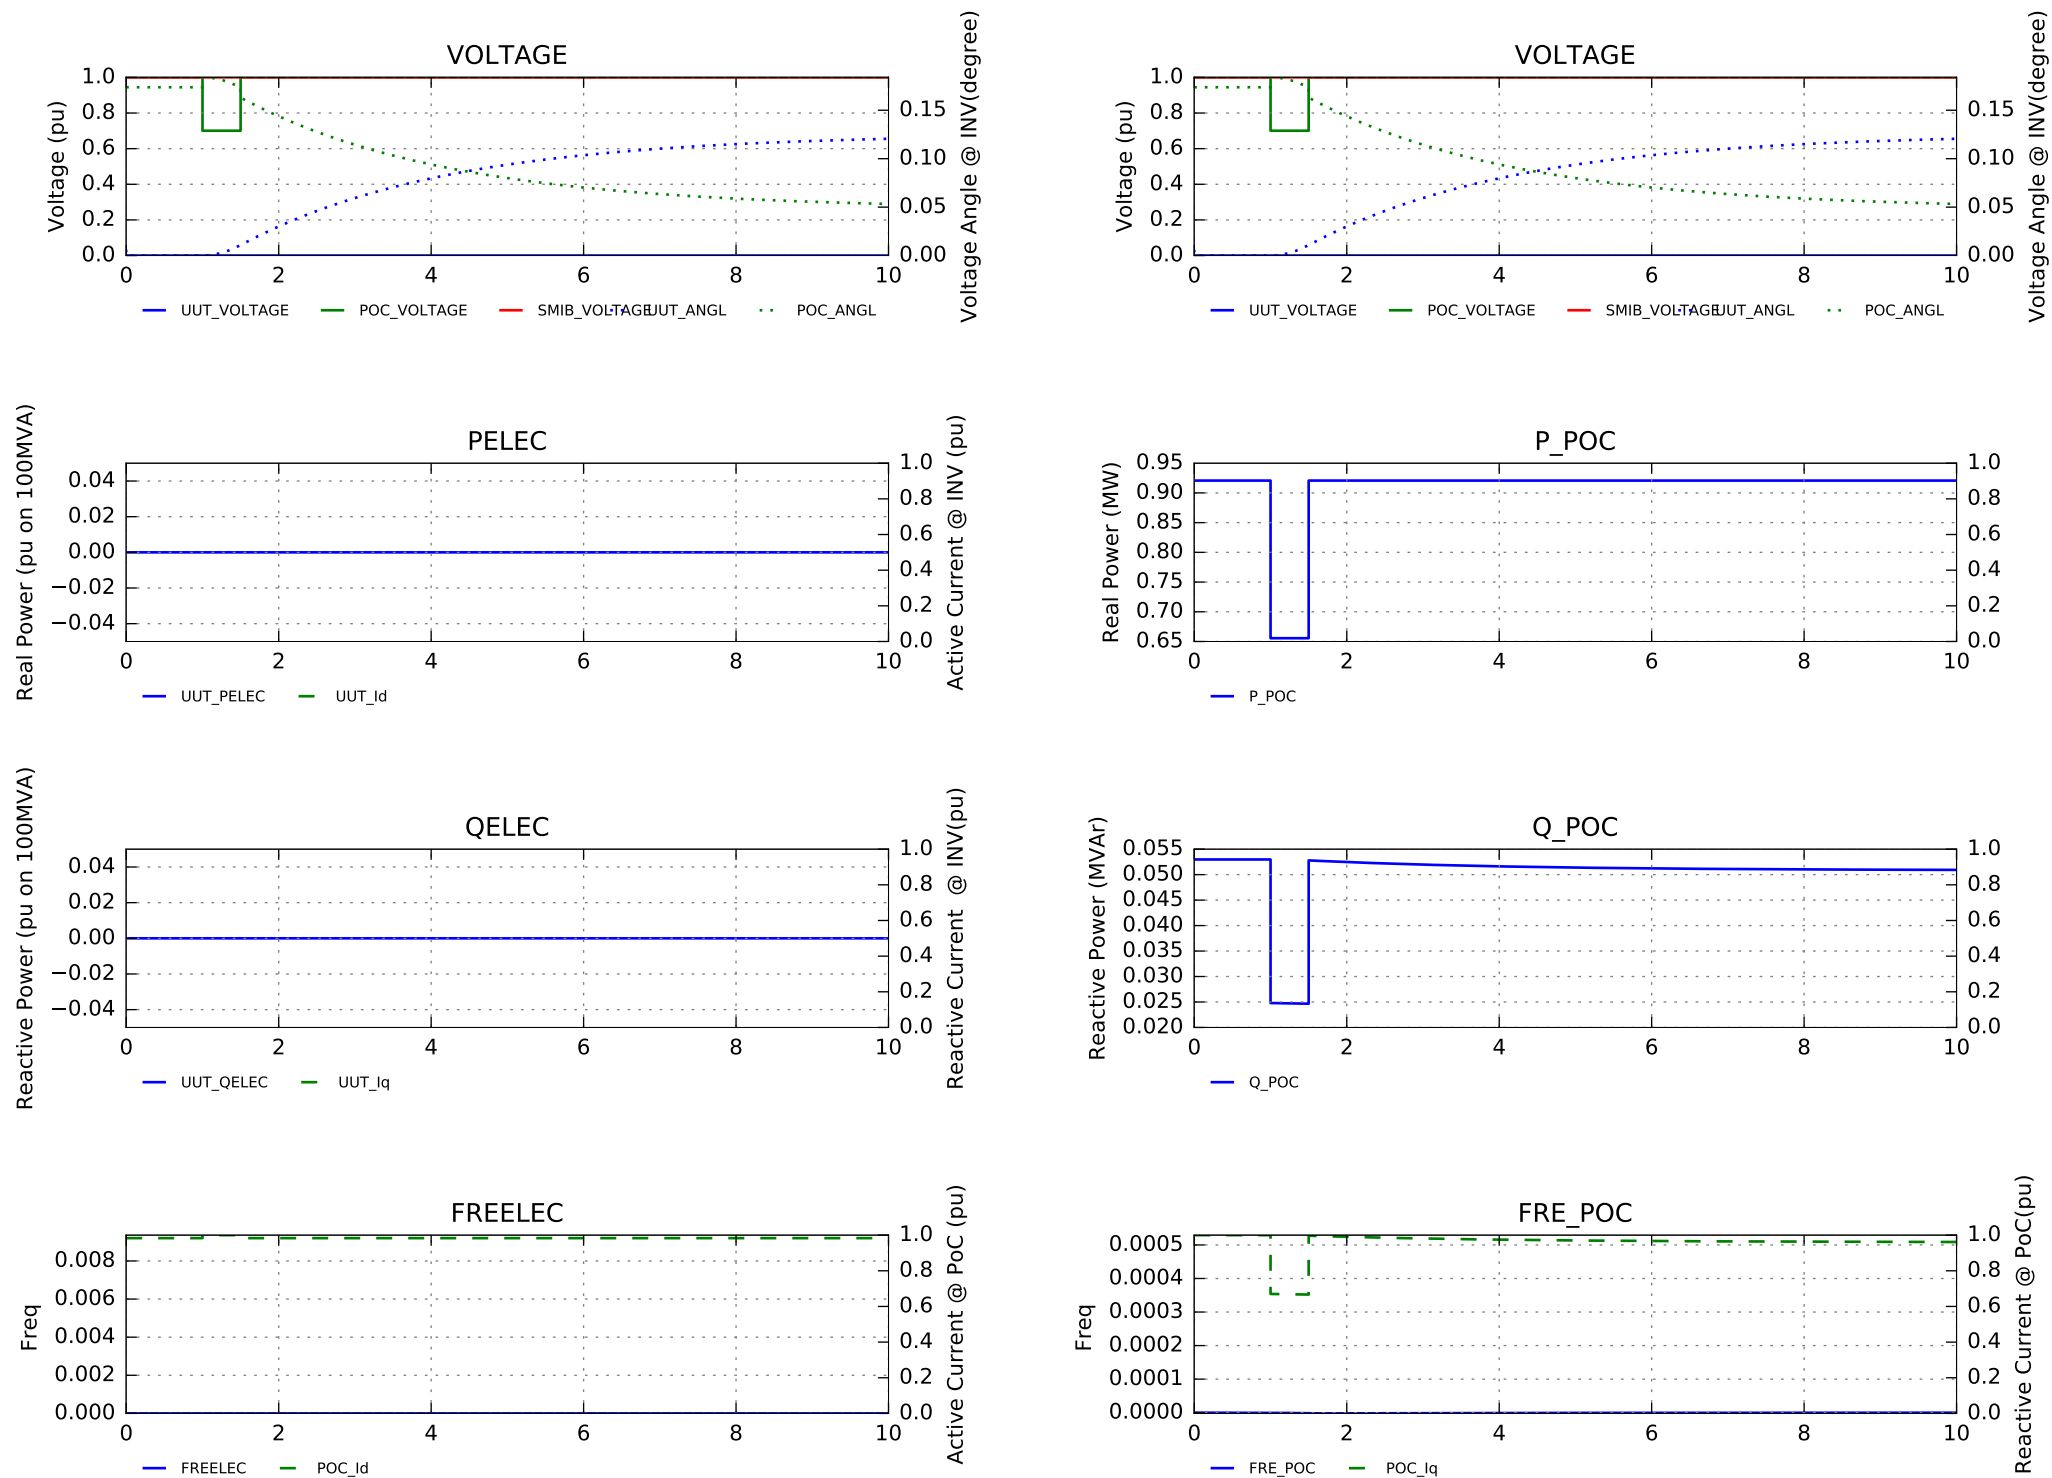 VOLTAGE
1.0
0.8
0.6
0.4
0.2
0.0
Voltage (pu)
0.15
0.10
0.05
0.00
Voltage Angle @ INV(degree)
0 2 4 6 8 10
UUT_VOLTAGE POC_VOLTAGE SMIB_VOLTAGE UUT_ANGL POC_ANGL
VOLTAGE
1.0
0.8
0.6
0.4
0.2
0.0
Voltage (pu)
0.15
0.10
0.05
0.00
Voltage Angle @ INV(degree)
0 2 4 6 8 10
UUT_VOLTAGE POC_VOLTAGE SMIB_VOLTAGE UUT_ANGL POC_ANGL
PELEC
0.04
0.02
0.00
−0.02
−0.04
Real Power (pu on 100MVA)
1.0
0.8
0.6
0.4
0.2
0.0
Active Current @ INV (pu)
0 2 4 6 8 10
UUT_PELEC UUT_Id
P_POC
0.95
0.90
0.85
0.80
0.75
0.70
0.65
Real Power (MW)
1.0
0.8
0.6
0.4
0.2
0.0
0 2 4 6 8 10
P_POC
QELEC
0.04
0.02
0.00
−0.02
−0.04
Reactive Power (pu on 100MVA)
1.0
0.8
0.6
0.4
0.2
0.0
Reactive Current @ INV(pu)
0 2 4 6 8 10
UUT_QELEC UUT_Iq
Q_POC
0.055
0.050
0.045
0.040
0.035
0.030
0.025
0.020
Reactive Power (MVAr)
1.0
0.8
0.6
0.4
0.2
0.0
0 2 4 6 8 10
Q_POC
FREELEC
0.008
0.006
0.004
0.002
0.000
Freq
1.0
0.8
0.6
0.4
0.2
0.0
Active Current @ PoC (pu)
0 2 4 6 8 10
FREELEC POC_Id
FRE_POC
0.0005
0.0004
0.0003
0.0002
0.0001
0.0000
Freq
1.0
0.8
0.6
0.4
0.2
0.0
Reactive Current @ PoC(pu)
0 2 4 6 8 10
FRE_POC POC_Iq